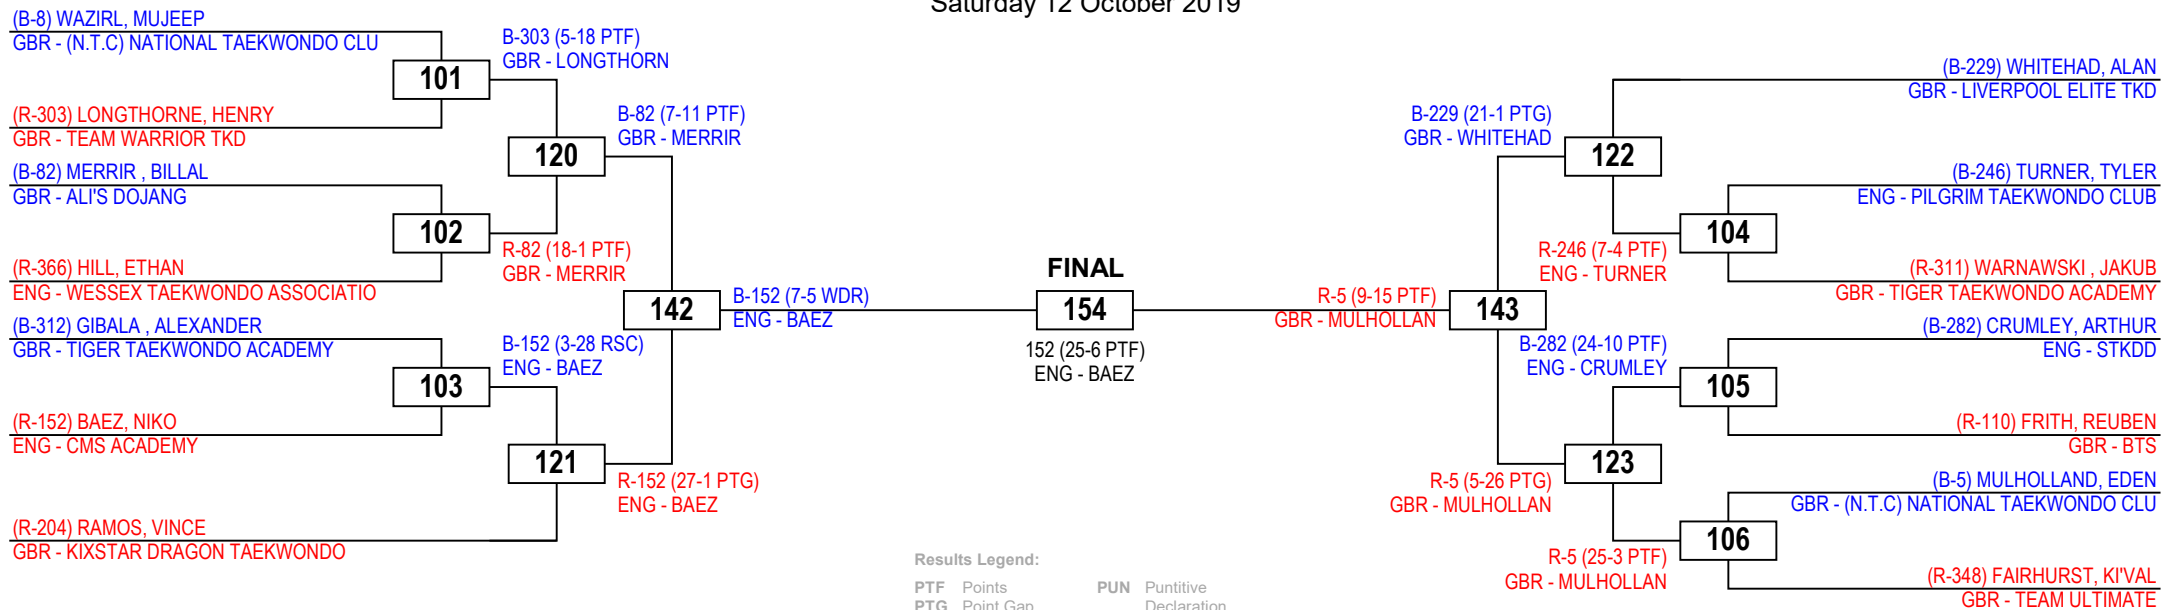 Saturday 12 October 2019
(B-8) WAZIRL, MUJEEP
GBR - (N.T.C) NATIONAL TAEKWONDO CLU
101
(R-303) LONGTHORNE, HENRY
GBR - TEAM WARRIOR TKD
B-303 (5-18 PTF)
GBR - LONGTHORN
120
(B-82) MERRIR , BILLAL
GBR - ALI'S DOJANG
102
(R-366) HILL, ETHAN
ENG - WESSEX TAEKWONDO ASSOCIATIO
R-82 (18-1 PTF)
GBR - MERRIR
B-82 (7-11 PTF)
GBR - MERRIR
142
(B-312) GIBALA , ALEXANDER
GBR - TIGER TAEKWONDO ACADEMY
103
(R-152) BAEZ, NIKO
ENG - CMS ACADEMY
B-152 (3-28 RSC)
ENG - BAEZ
121
(R-204) RAMOS, VINCE
GBR - KIXSTAR DRAGON TAEKWONDO
R-152 (27-1 PTG)
ENG - BAEZ
B-152 (7-5 WDR)
ENG - BAEZ
FINAL
154
152 (25-6 PTF)
ENG - BAEZ
R-5 (9-15 PTF)
GBR - MULHOLLAN
143
B-229 (21-1 PTG)
GBR - WHITEHAD
122
(B-229) WHITEHAD, ALAN
GBR - LIVERPOOL ELITE TKD
(B-246) TURNER, TYLER
ENG - PILGRIM TAEKWONDO CLUB
104
R-246 (7-4 PTF)
ENG - TURNER
(R-311) WARNAWSKI , JAKUB
GBR - TIGER TAEKWONDO ACADEMY
(B-282) CRUMLEY, ARTHUR
ENG - STKDD
B-282 (24-10 PTF)
ENG - CRUMLEY
105
(R-110) FRITH, REUBEN
GBR - BTS
123
R-5 (5-26 PTG)
GBR - MULHOLLAN
(B-5) MULHOLLAND, EDEN
GBR - (N.T.C) NATIONAL TAEKWONDO CLU
106
R-5 (25-3 PTF)
GBR - MULHOLLAN
(R-348) FAIRHURST, KI'VAL
GBR - TEAM ULTIMATE
Results Legend:
PTF Points PUN Puntitive
PTG Point Gap Declaration